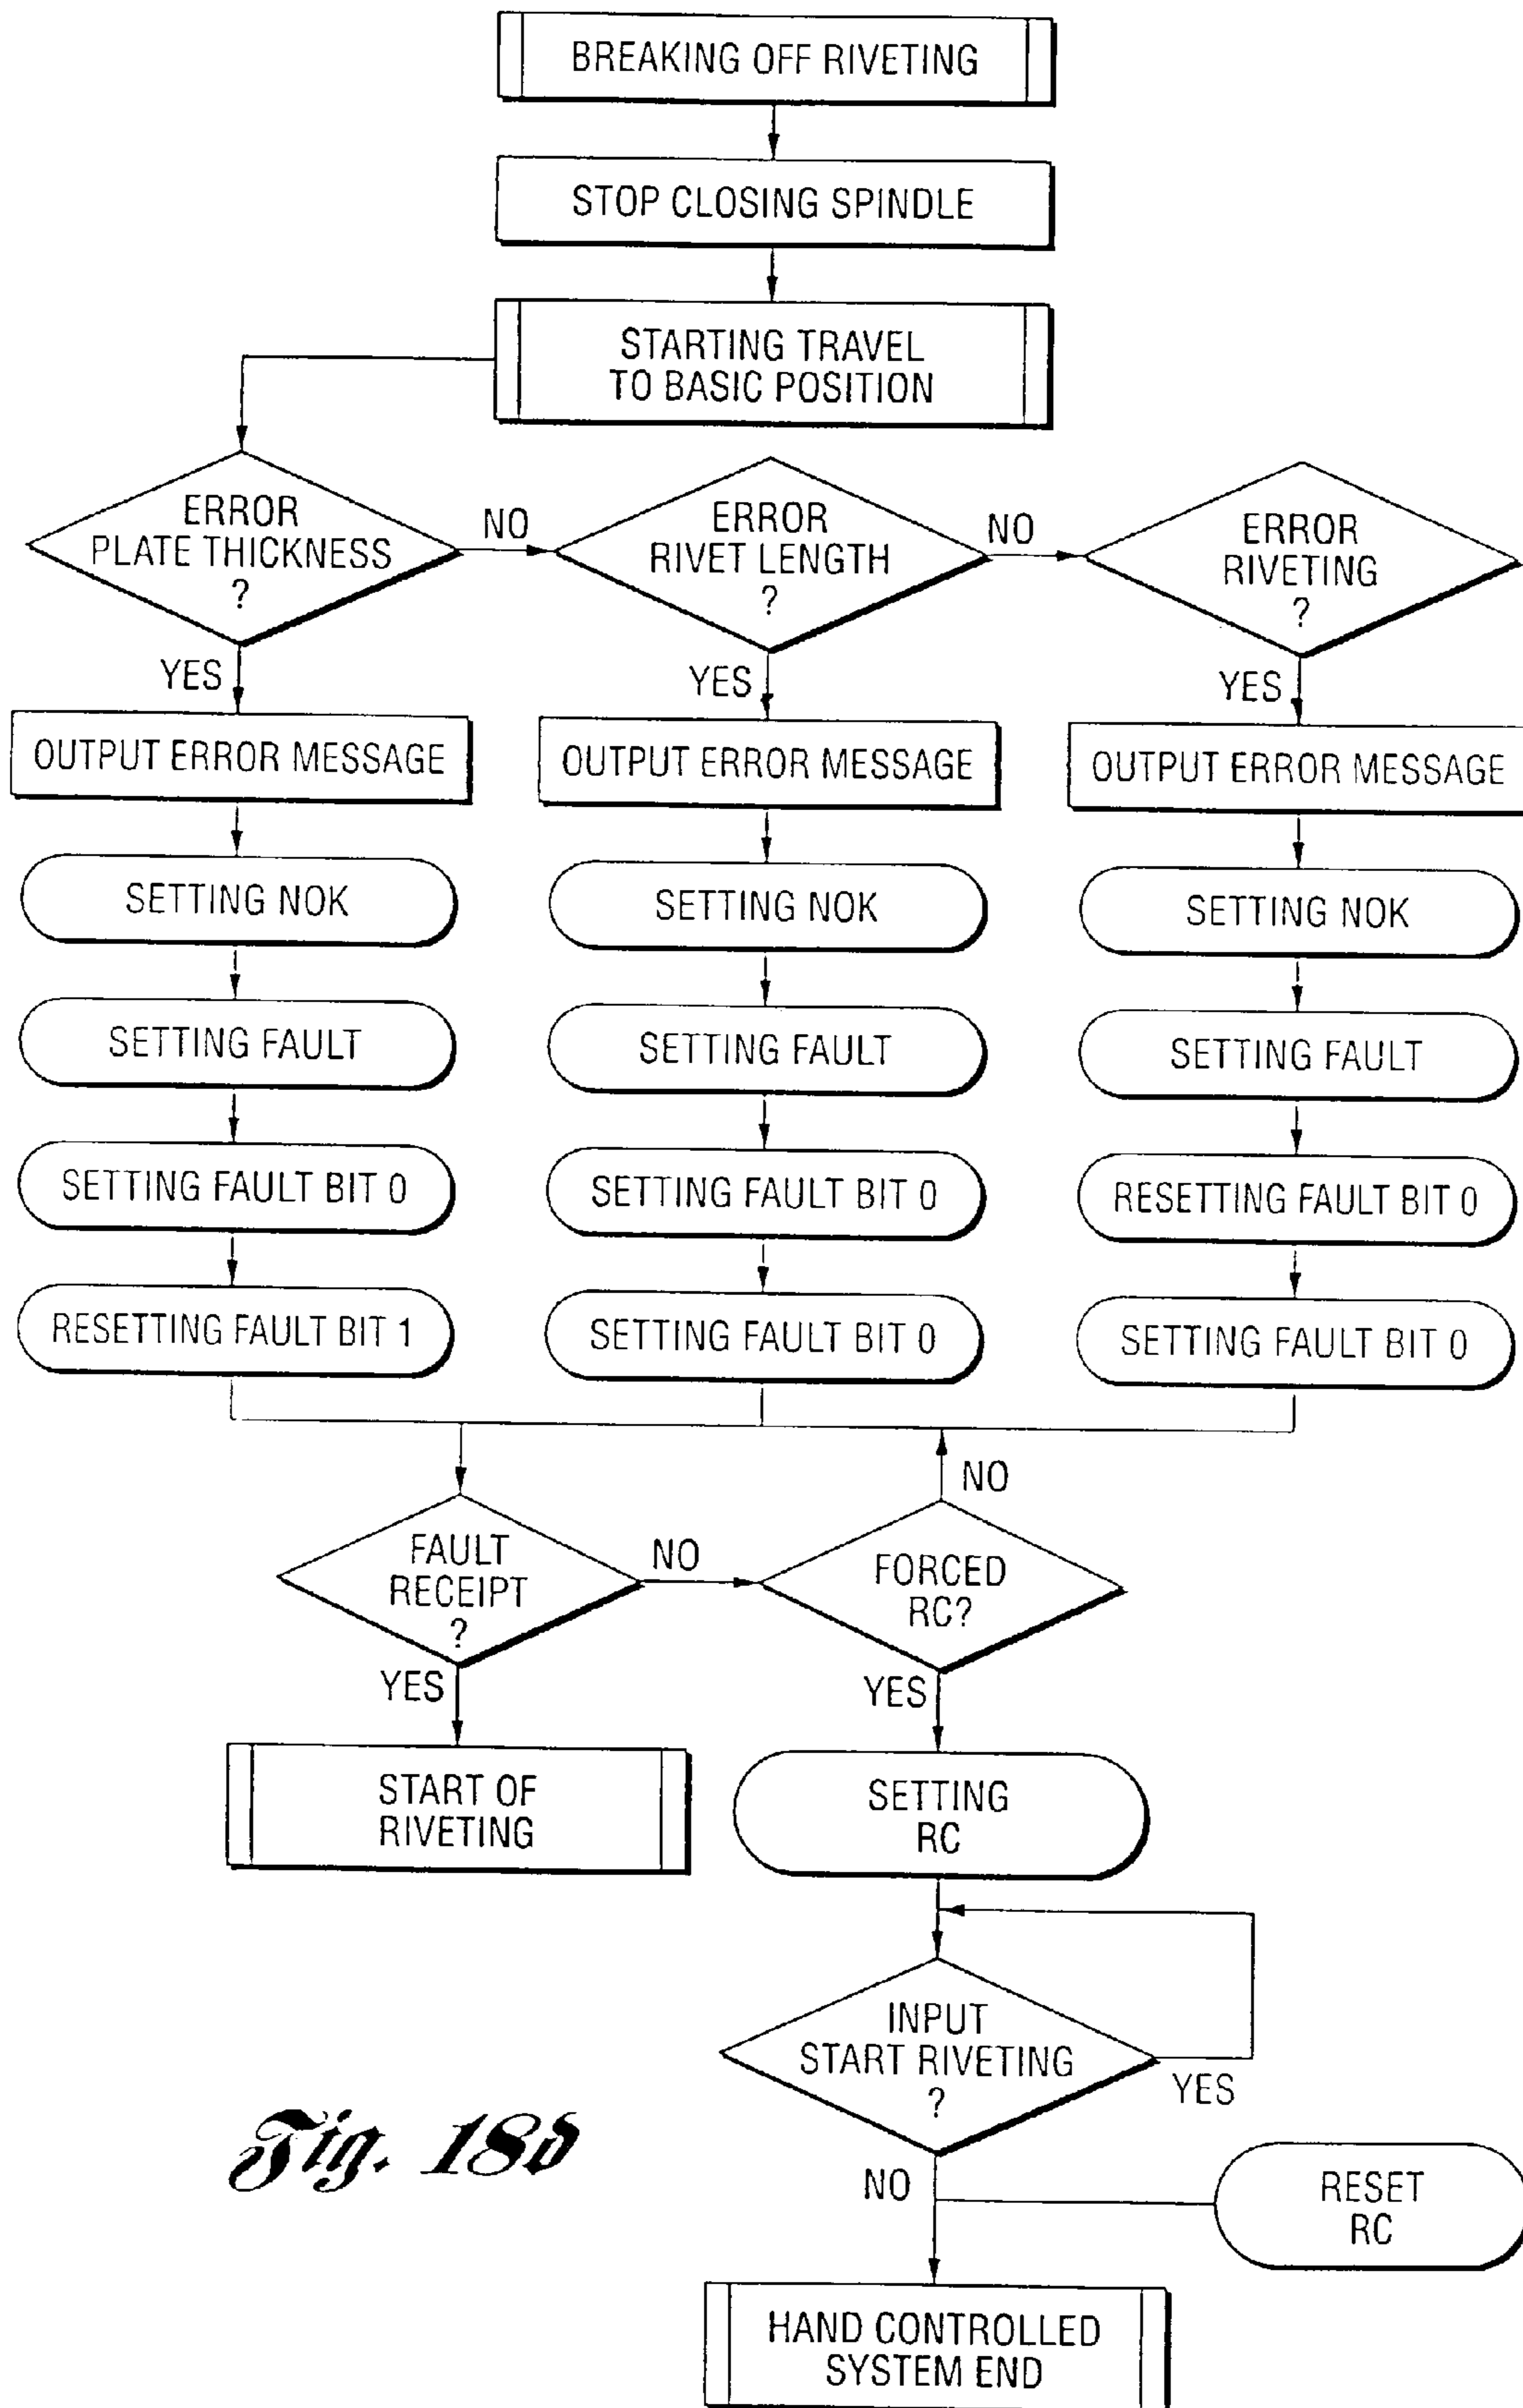 BREAKING OFF RIVETING
STOP CLOSING SPINDLE
STARTING TRAVEL
TO BASIC POSITION
ERROR
PLATE THICKNESS
?
NO
ERROR
RIVET LENGTH
?
NO
ERROR
RIVETING
?
YES
YES
YES
OUTPUT ERROR MESSAGE
OUTPUT ERROR MESSAGE
OUTPUT ERROR MESSAGE
SETTING NOK
SETTING NOK
SETTING NOK
SETTING FAULT
SETTING FAULT
SETTING FAULT
SETTING FAULT BIT 0
SETTING FAULT BIT 0
RESETTING FAULT BIT 0
RESETTING FAULT BIT 1
SETTING FAULT BIT 0
SETTING FAULT BIT 0
NO
FAULT
RECEIPT
?
NO
FORCED
RC?
YES
YES
START OF
RIVETING
SETTING
RC
INPUT
START RIVETING
?
YES
NO
RESET
RC
HAND CONTROLLED
SYSTEM END
Fig. 18d